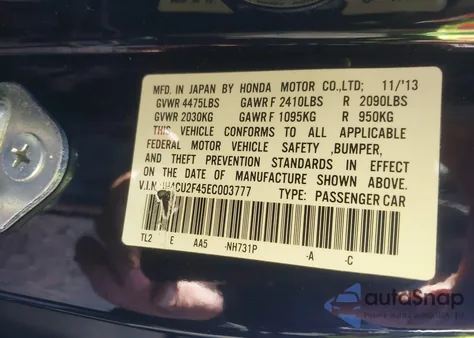 MFD. IN JAPAN BY HONDA MOTOR CO.,LTD; 11/'13
GVWR 4475LBS GAWR F 2410LBS R 2090LBS
GVWR 2030KG GAWR F 1095KG R 950KG
THIS VEHICLE CONFORMS TO ALL APPLICABLE
FEDERAL MOTOR VEHICLE SAFETY ,BUMPER,
AND THEFT PREVENTION STANDARDS IN EFFECT
ON THE DATE OF MANUFACTURE SHOWN ABOVE.
V.I.N. TYPE: PASSENGER CAR
TL2 E AA5 -NH731P -A -C
autoSnap